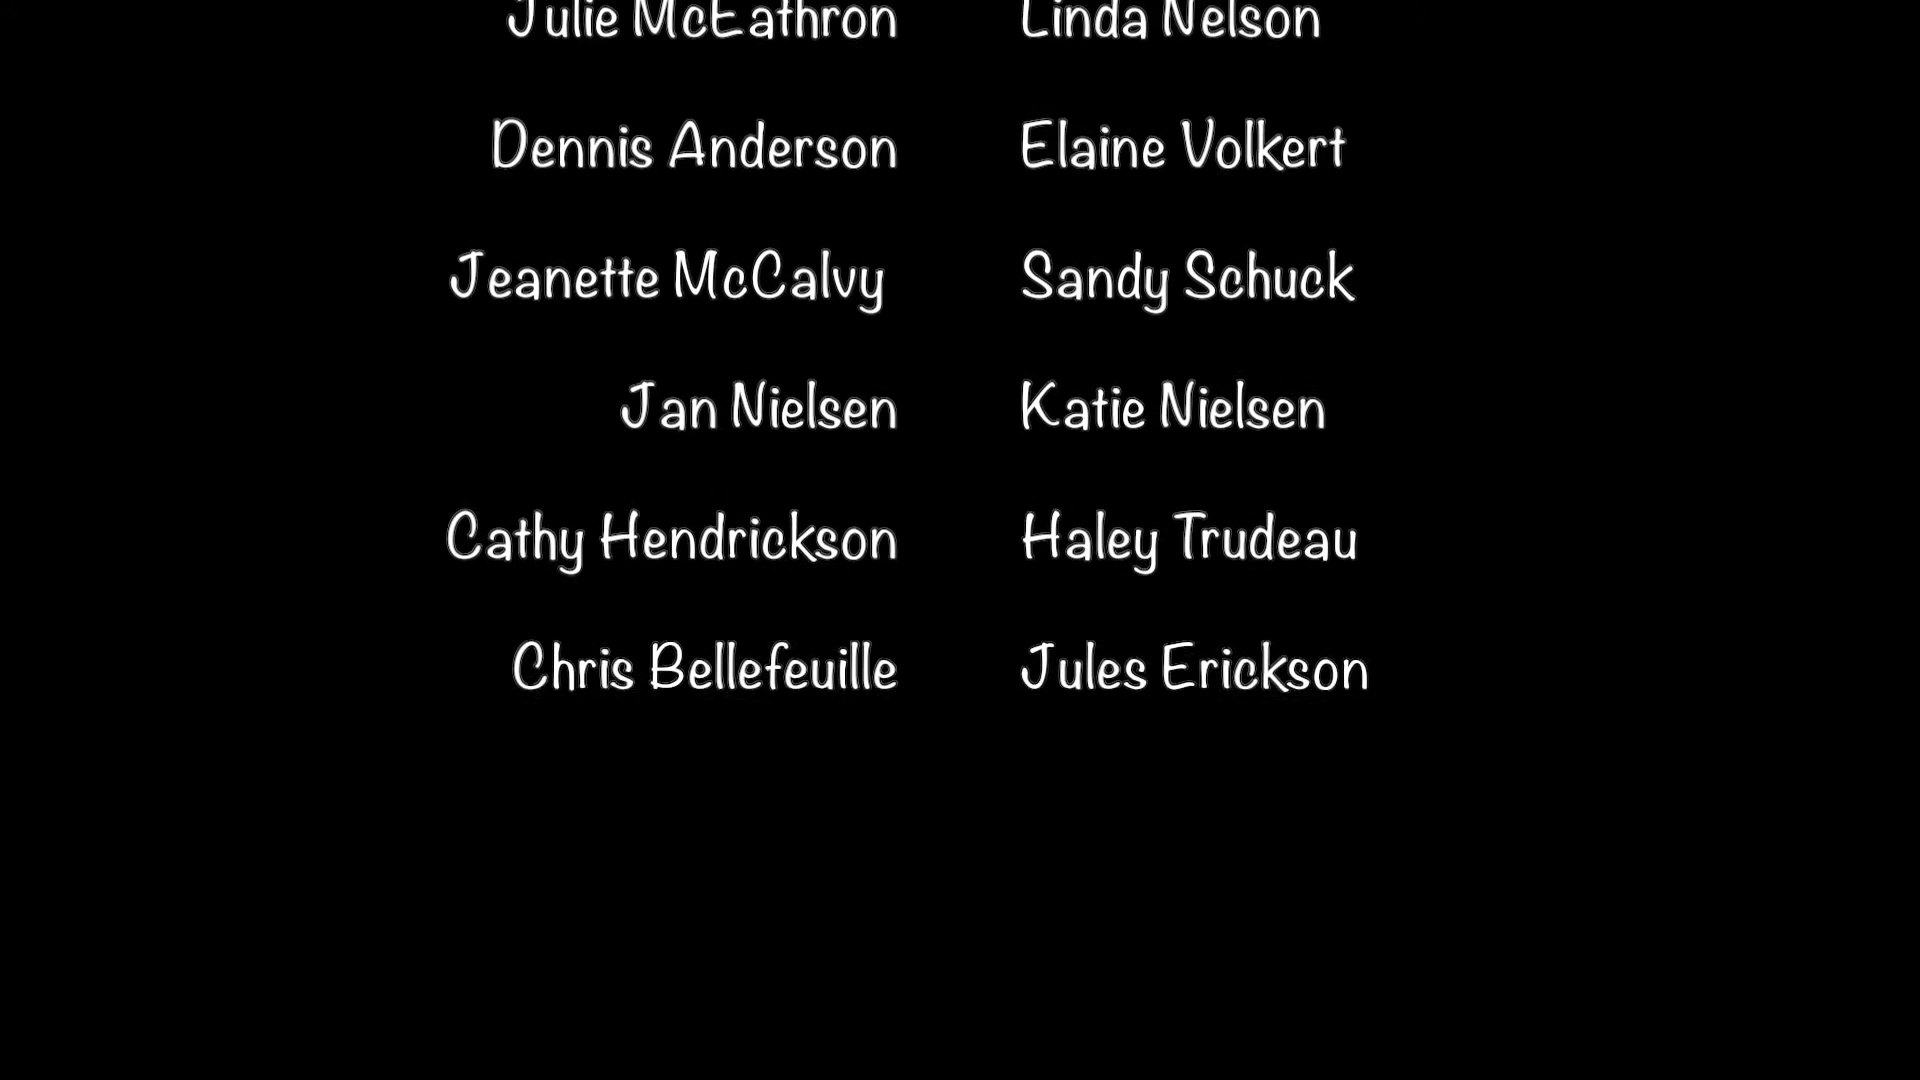 Julie McEathron Linda Nelson
Dennis Anderson Elaine Volkert
Jeanette McCalvy Sandy Schuck
Jan Nielsen Katie Nielsen
Cathy Hendrickson Haley Trudeau
Chris Bellefeuille Jules Erickson